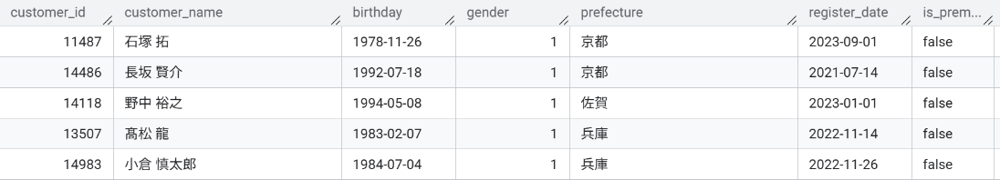 customer_id customer_name birthday gender prefecture register_date is_prem...
11487 石塚 拓 1978-11-26 1 京都 2023-09-01 false
14486 長坂 賢介 1992-07-18 1 京都 2021-07-14 false
14118 野中 裕之 1994-05-08 1 佐賀 2023-01-01 false
13507 髙松 龍 1983-02-07 1 兵庫 2022-11-14 false
14983 小倉 慎太郎 1984-07-04 1 兵庫 2022-11-26 false